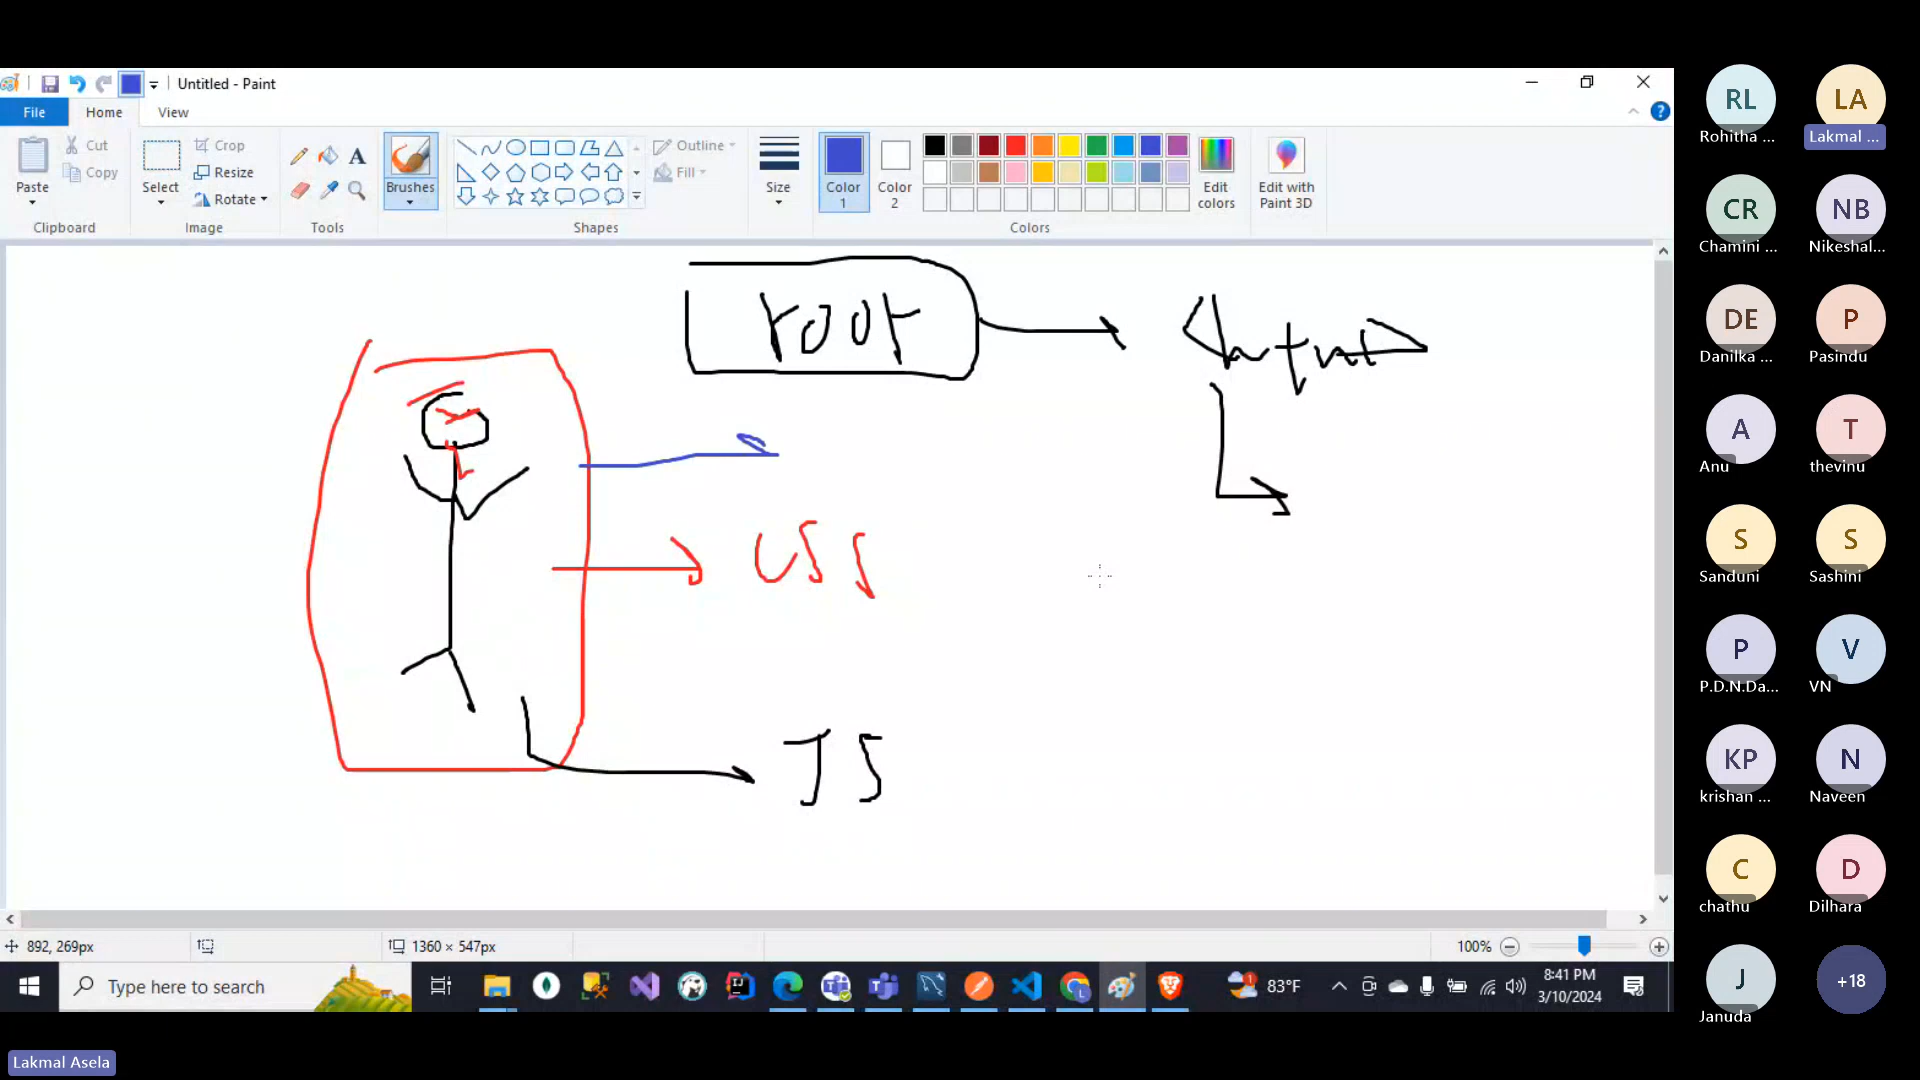 Untitled - Paint
File Home View
Paste
Cut
Copy
Clipboard
Select
Crop
Resize
Rotate
Image
Tools
Brushes
Shapes
Outline
Fill
Size
Color 1
Color 2
Edit colors
Edit with Paint 3D
Colors
root
CSS
JS
892, 269px
1360 × 547px
100%
Type here to search
83°F
8:41 PM
3/10/2024
RL
Rohitha ...
LA
Lakmal ...
CR
Chamini ...
NB
Nikeshal...
DE
Danilka ...
P
Pasindu
A
Anu
T
thevinu
S
Sanduni
S
Sashini
P
P.D.N.Da...
V
VN
KP
krishan ...
N
Naveen
C
chathu
D
Dilhara
J
Januda
+18
Lakmal Asela